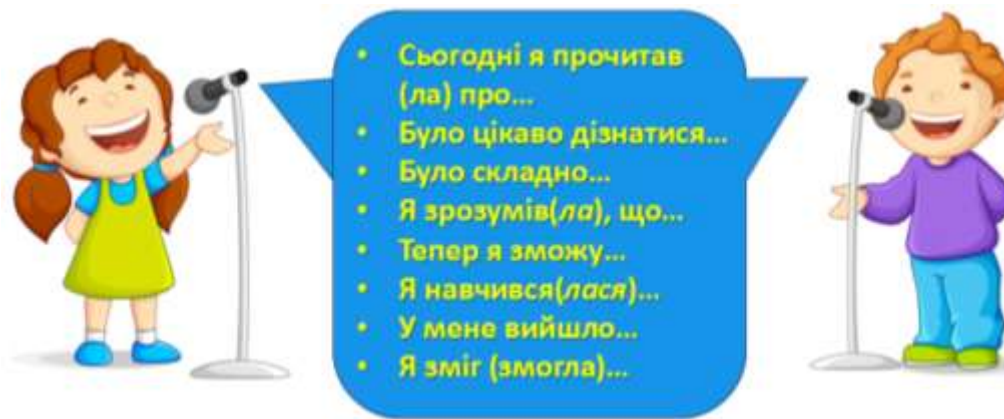 • Сьогодні я прочитав
(ла) про...
• Було цікаво дізнатися...
• Було складно...
• Я зрозумів(ла), що...
• Тепер я зможу...
• Я навчився(лася)...
• У мене вийшло...
• Я зміг (змогла)...